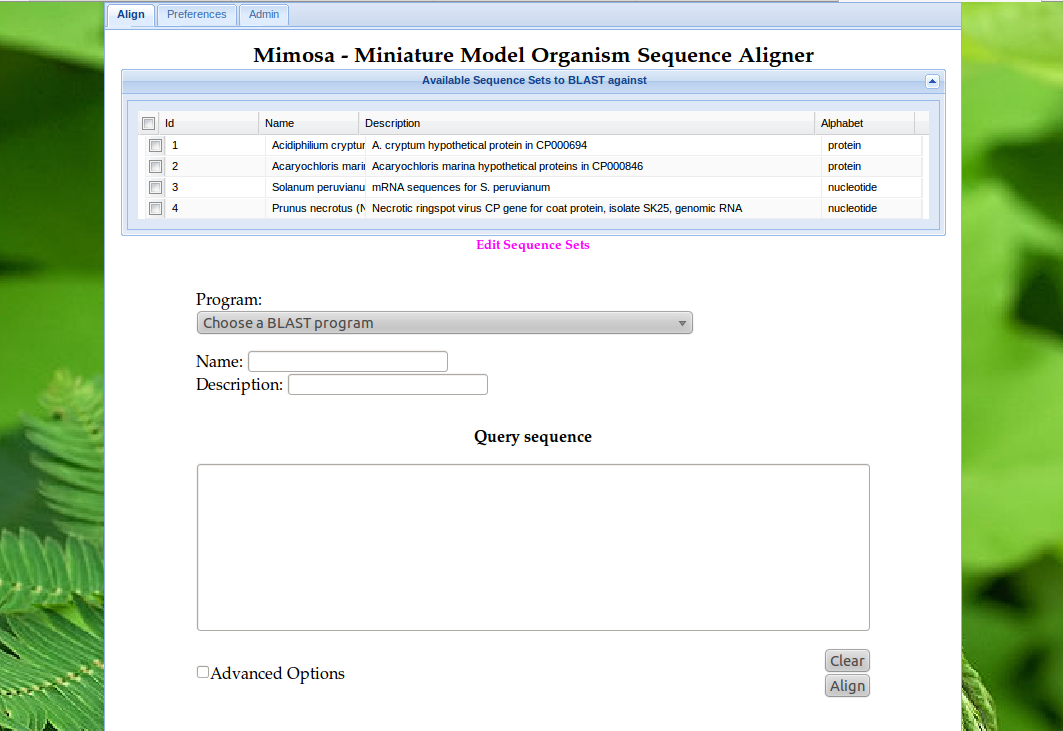 Align Preferences Admin
Mimosa - Miniature Model Organism Sequence Aligner
Available Sequence Sets to BLAST against
Id Name Description Alphabet
1 Acidiphilium cryptur A. cryptum hypothetical protein in CP000694 protein
2 Acaryochloris marin Acaryochloris marina hypothetical proteins in CP000846 protein
3 Solanum peruvianu mRNA sequences for S. peruvianum nucleotide
4 Prunus necrotus (N Necrotic ringspot virus CP gene for coat protein, isolate SK25, genomic RNA nucleotide
Edit Sequence Sets
Program:
Choose a BLAST program
Name:
Description:
Query sequence
Clear
Advanced Options
Align